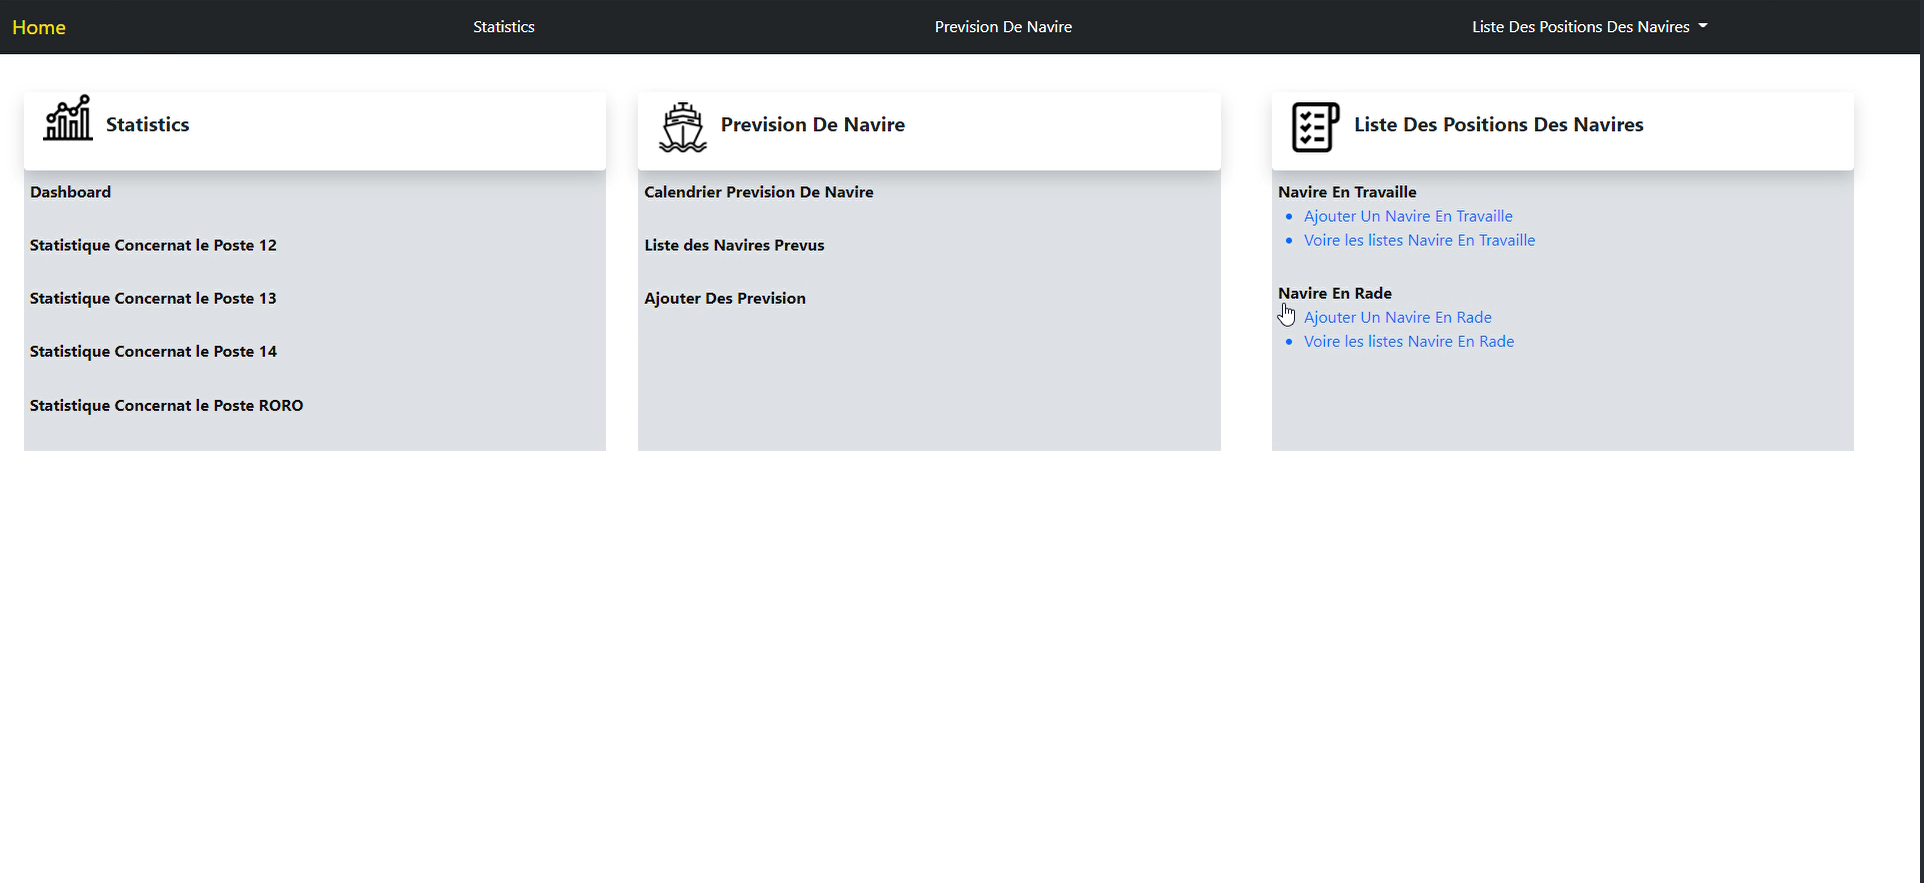 Home
Statistics
Prevision De Navire
Liste Des Positions Des Navires
Statistics
Dashboard
Statistique Concernat le Poste 12
Statistique Concernat le Poste 13
Statistique Concernat le Poste 14
Statistique Concernat le Poste RORO
Prevision De Navire
Calendrier Prevision De Navire
Liste des Navires Prevus
Ajouter Des Prevision
Liste Des Positions Des Navires
Navire En Travaille
Ajouter Un Navire En Travaille
Voire les listes Navire En Travaille
Navire En Rade
Ajouter Un Navire En Rade
Voire les listes Navire En Rade